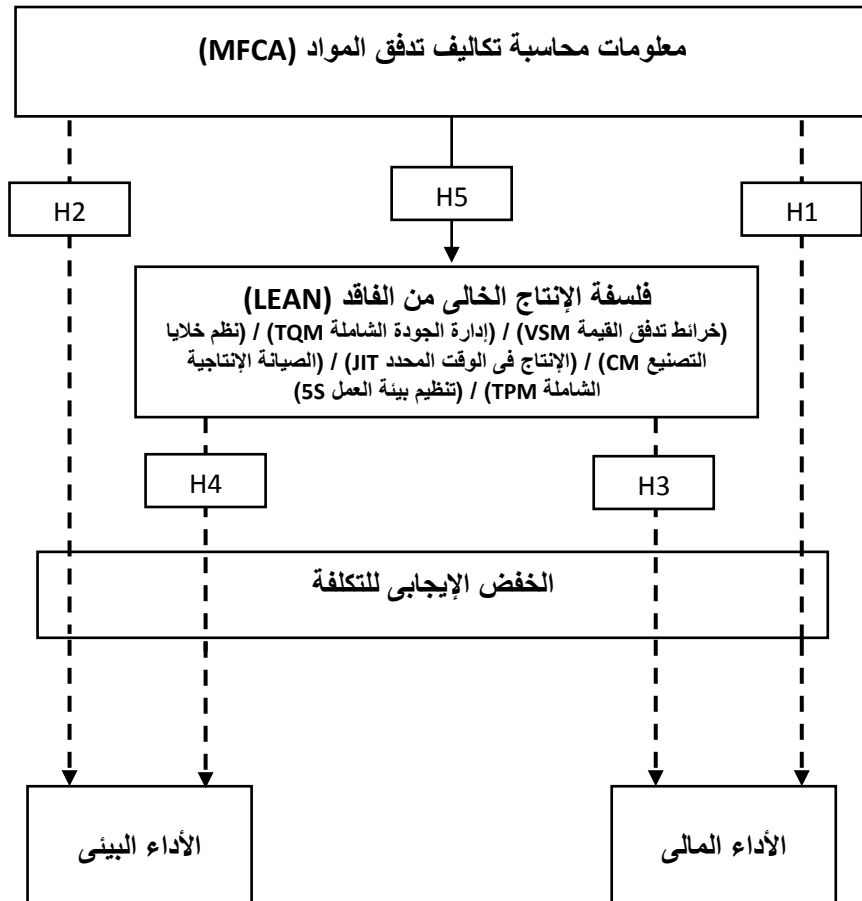 معلومات محاسبة تكاليف تدفق المواد (MFCA)
H1
H5
H2
فلسفة الإنتاج الخالى من الفاقد (LEAN)
(خرائط تدفق القيمة VSM) / (إدارة الجودة الشاملة TQM) / (نظم خلايا
التصنيع CM) / (الإنتاج فى الوقت المحدد JIT) / (الصيانة الإنتاجية
الشاملة TPM) / (تنظيم بيئة العمل 5S)
H3
H4
الخفض الإيجابى للتكلفة
الأداء المالى
الأداء البيئى